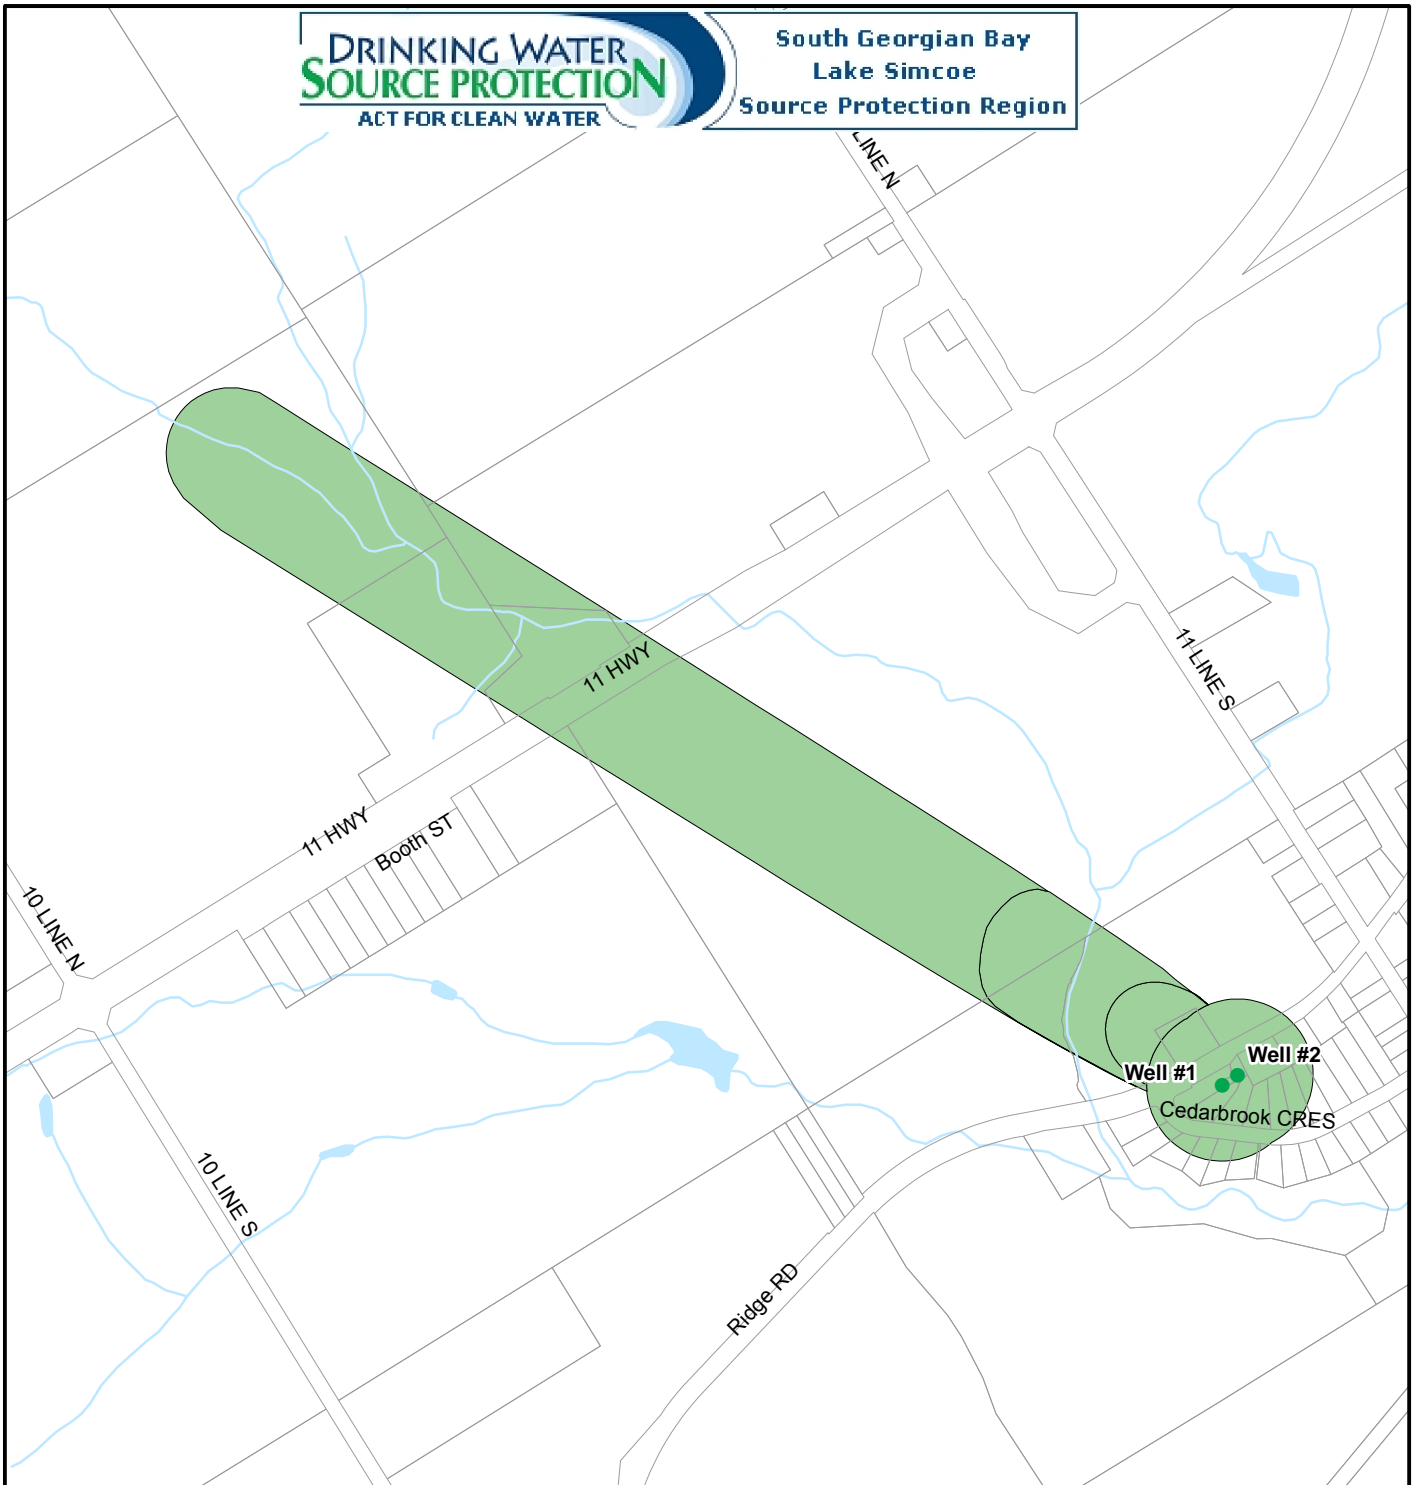 DRINKING WATER
SOURCE PROTECTION
ACT FOR CLEAN WATER
South Georgian Bay
Lake Simcoe
Source Protection Region
LINE N
11 LINE S
11 HWY
11 HWY
Booth ST
10 LINE N
Well #2
Well #1
Cedarbrook CRES
10 LINE S
Ridge RD